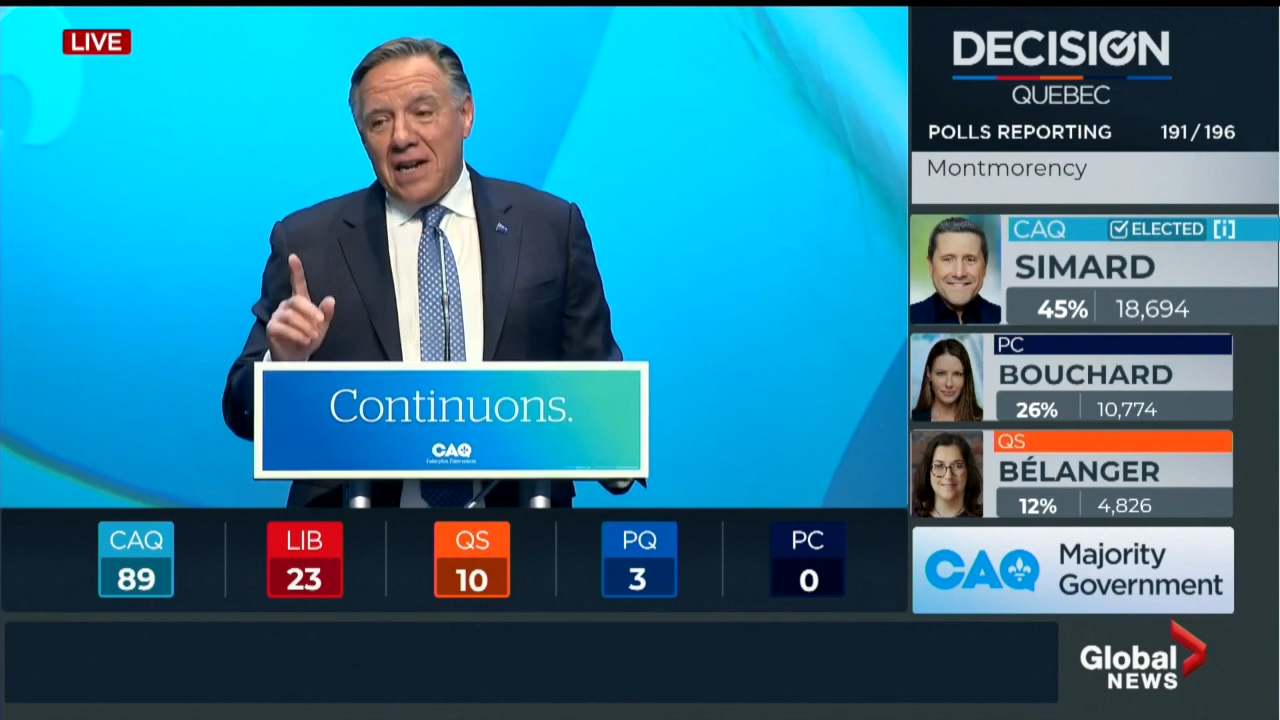 LIVE
DECISION
QUEBEC
POLLS REPORTING 191/196
Montmorency
CAQ ELECTED [i]
SIMARD
45% 18,694
PC
BOUCHARD
26% 10,774
QS
BÉLANGER
12% 4,826
CAQ Majority
Government
Continuons.
CAQ
CAQ LIB QS PQ PC
89 23 10 3 0
Global
NEWS